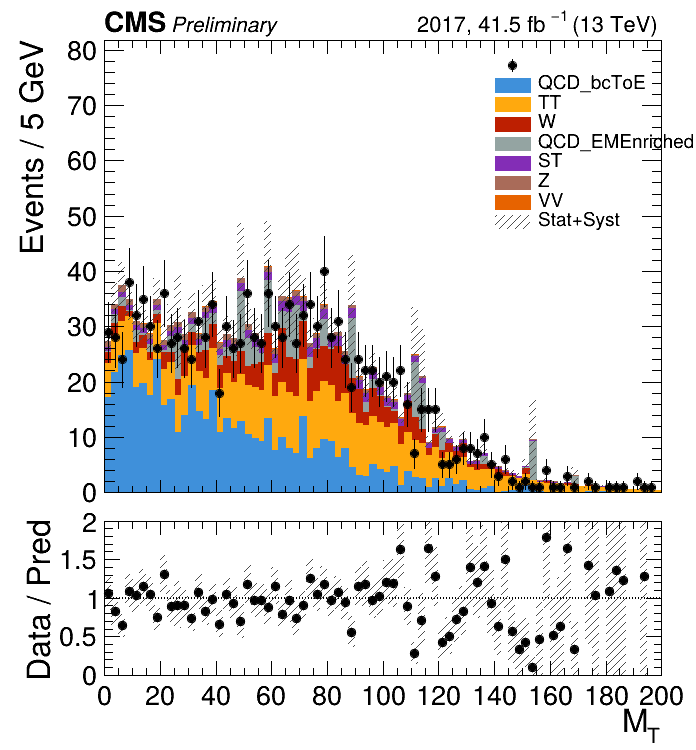 CMS Preliminary 2017, 41.5 fb⁻¹ (13 TeV)
Events / 5 GeV
80
70
60
50
40
30
20
10
0
QCD_bcToE
TT
W
QCD_EMEnriched
ST
Z
VV
Stat+Syst
Data / Pred
2
1.5
1
0.5
0
0 20 40 60 80 100 120 140 160 180 200
M_T